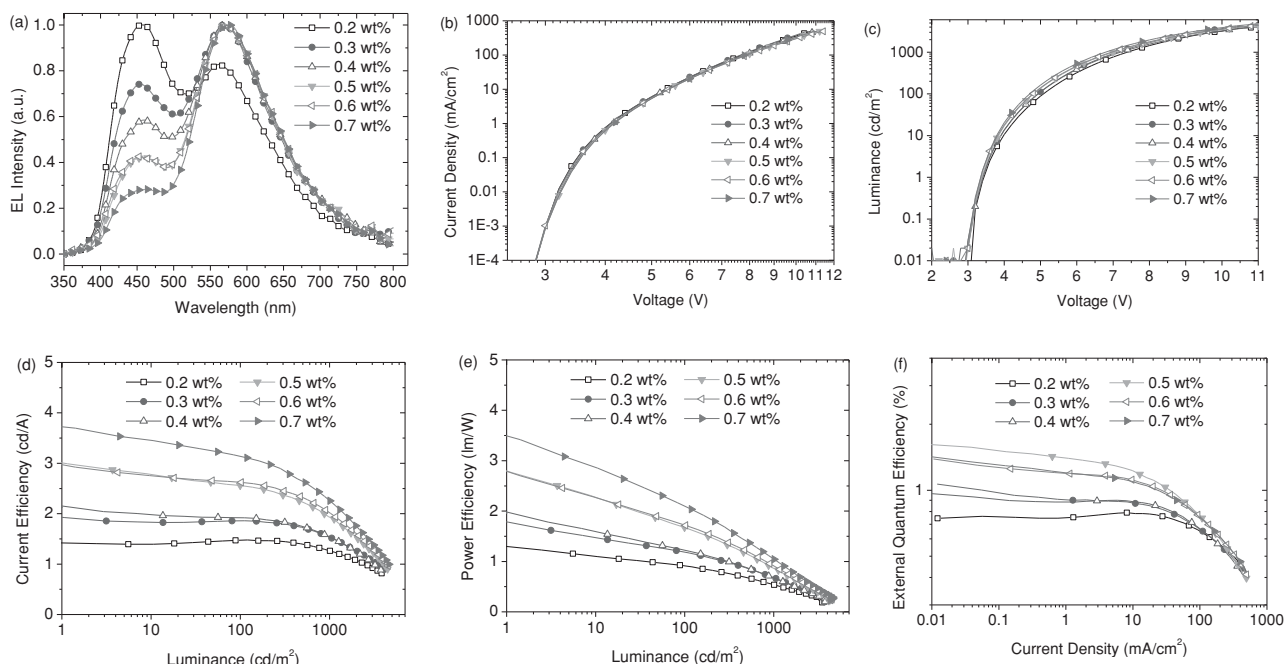 (a)
EL Intensity (a.u.)
1.0
0.8
0.6
0.4
0.2
0.0
0.2 wt%
0.3 wt%
0.4 wt%
0.5 wt%
0.6 wt%
0.7 wt%
350 400 450 500 550 600 650 700 750 800
Wavelength (nm)
(b)
Current Density (mA/cm²)
1000
100
10
1
0.1
0.01
1E-3
1E-4
0.2 wt%
0.3 wt%
0.4 wt%
0.5 wt%
0.6 wt%
0.7 wt%
3 4 5 6 7 8 9 10 11 12
Voltage (V)
(c)
Luminance (cd/m²)
1000
100
10
1
0.1
0.01
0.2 wt%
0.3 wt%
0.4 wt%
0.5 wt%
0.6 wt%
0.7 wt%
2 3 4 5 6 7 8 9 10 11
Voltage (V)
(d)
Current Efficiency (cd/A)
5
4
3
2
1
0
0.2 wt% 0.5 wt%
0.3 wt% 0.6 wt%
0.4 wt% 0.7 wt%
1 10 100 1000
Luminance (cd/m²)
(e)
Power Efficiency (lm/W)
5
4
3
2
1
0
0.2 wt% 0.5 wt%
0.3 wt% 0.6 wt%
0.4 wt% 0.7 wt%
1 10 100 1000
Luminance (cd/m²)
(f)
External Quantum Efficiency (%)
1
0.2 wt% 0.5 wt%
0.3 wt% 0.6 wt%
0.4 wt% 0.7 wt%
0.01 0.1 1 10 100 1000
Current Density (mA/cm²)